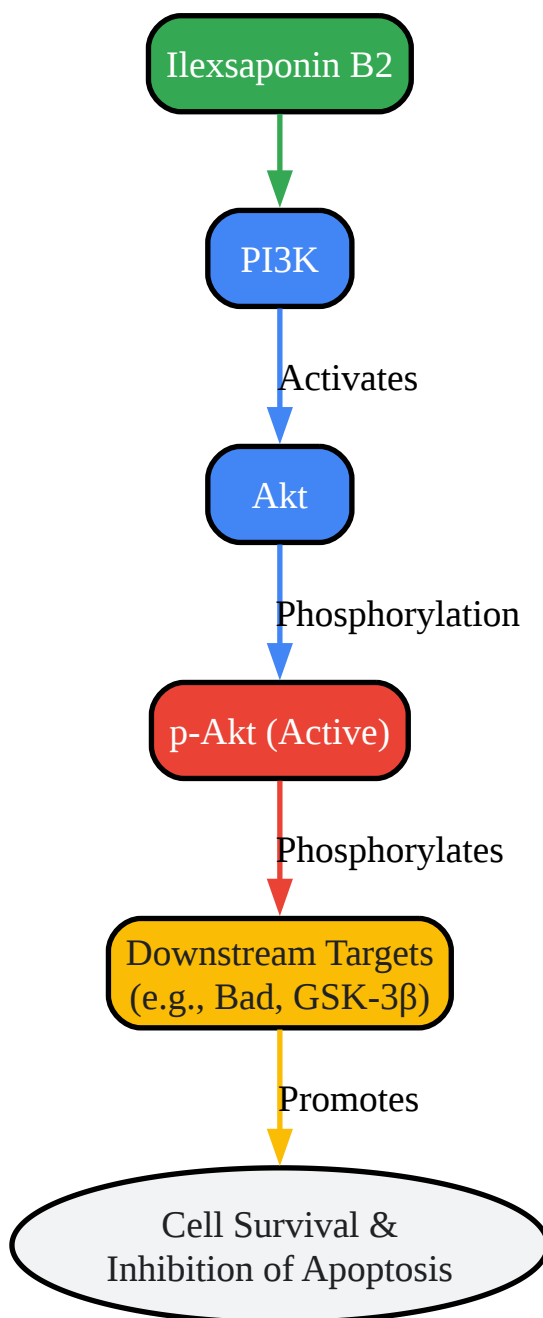 Ilexsaponin B2
PI3K
Activates
Akt
Phosphorylation
p-Akt (Active)
Phosphorylates
Downstream Targets
(e.g., Bad, GSK-3β)
Promotes
Cell Survival &
Inhibition of Apoptosis